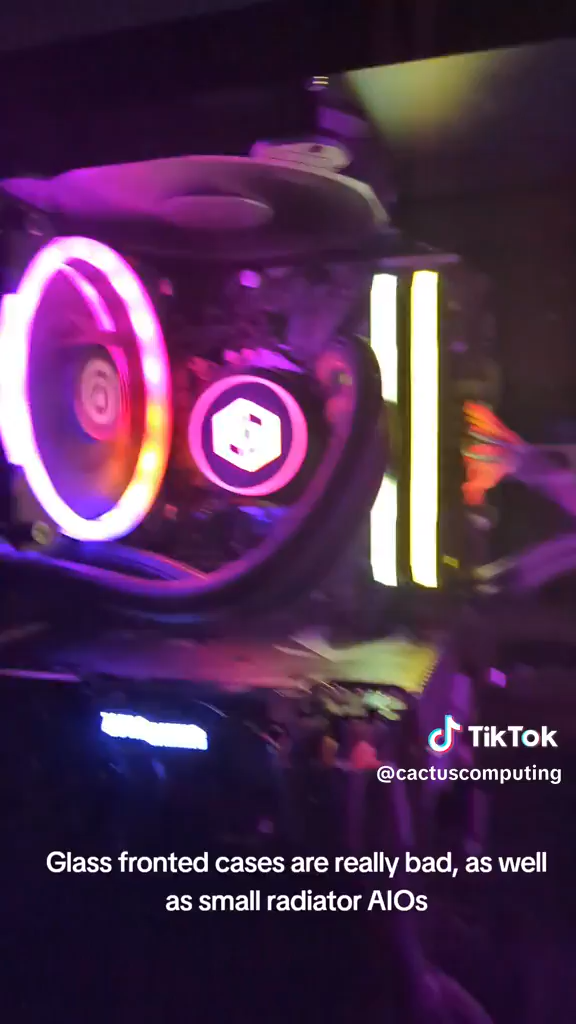 TikTok
@cactuscomputing
Glass fronted cases are really bad, as well
as small radiator AIOs